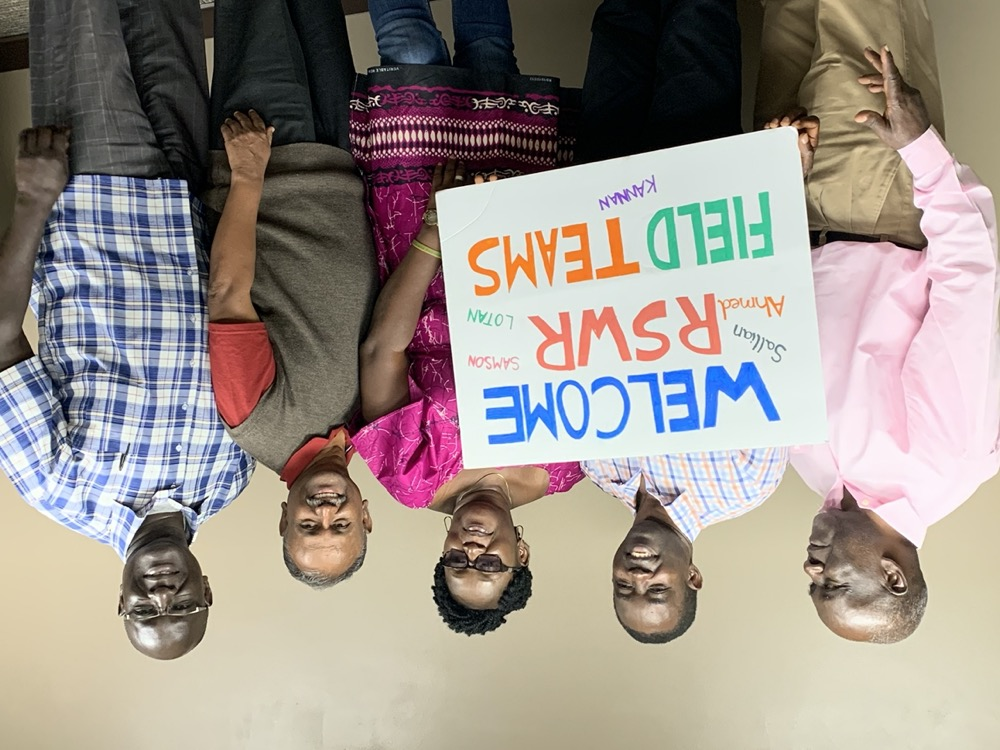 WELCOME
Sallian
SAMSON
Ahmed
RSWR
LOTAN
FIELD TEAMS
KANNAN